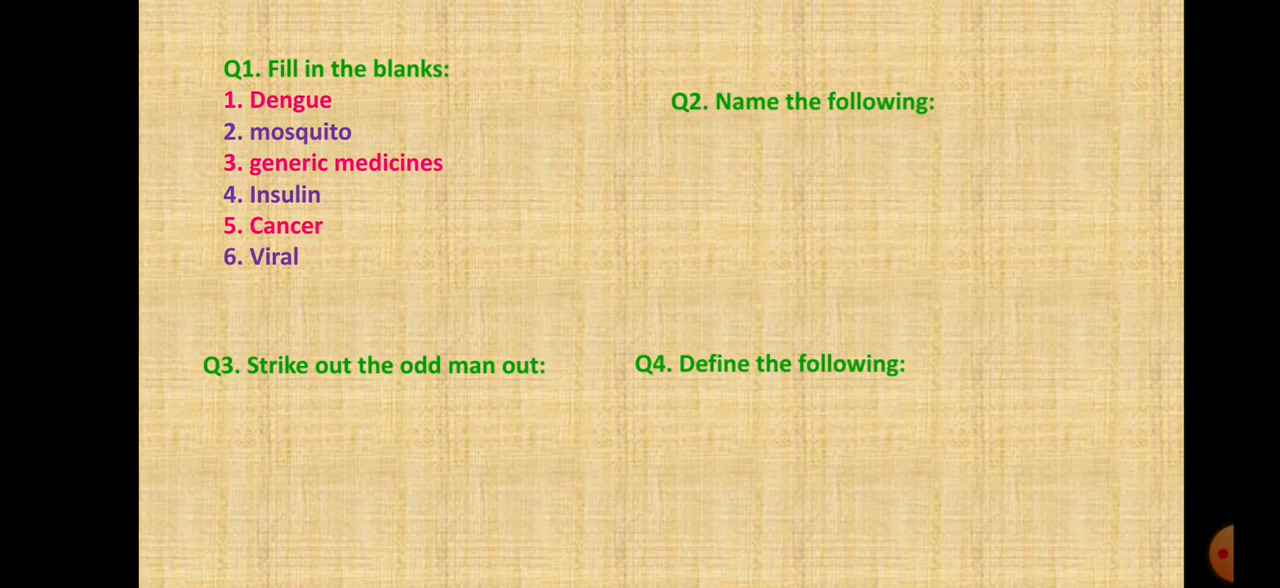 Q1. Fill in the blanks:
1. Dengue
2. mosquito
3. generic medicines
4. Insulin
5. Cancer
6. Viral
Q2. Name the following:
Q3. Strike out the odd man out:
Q4. Define the following: